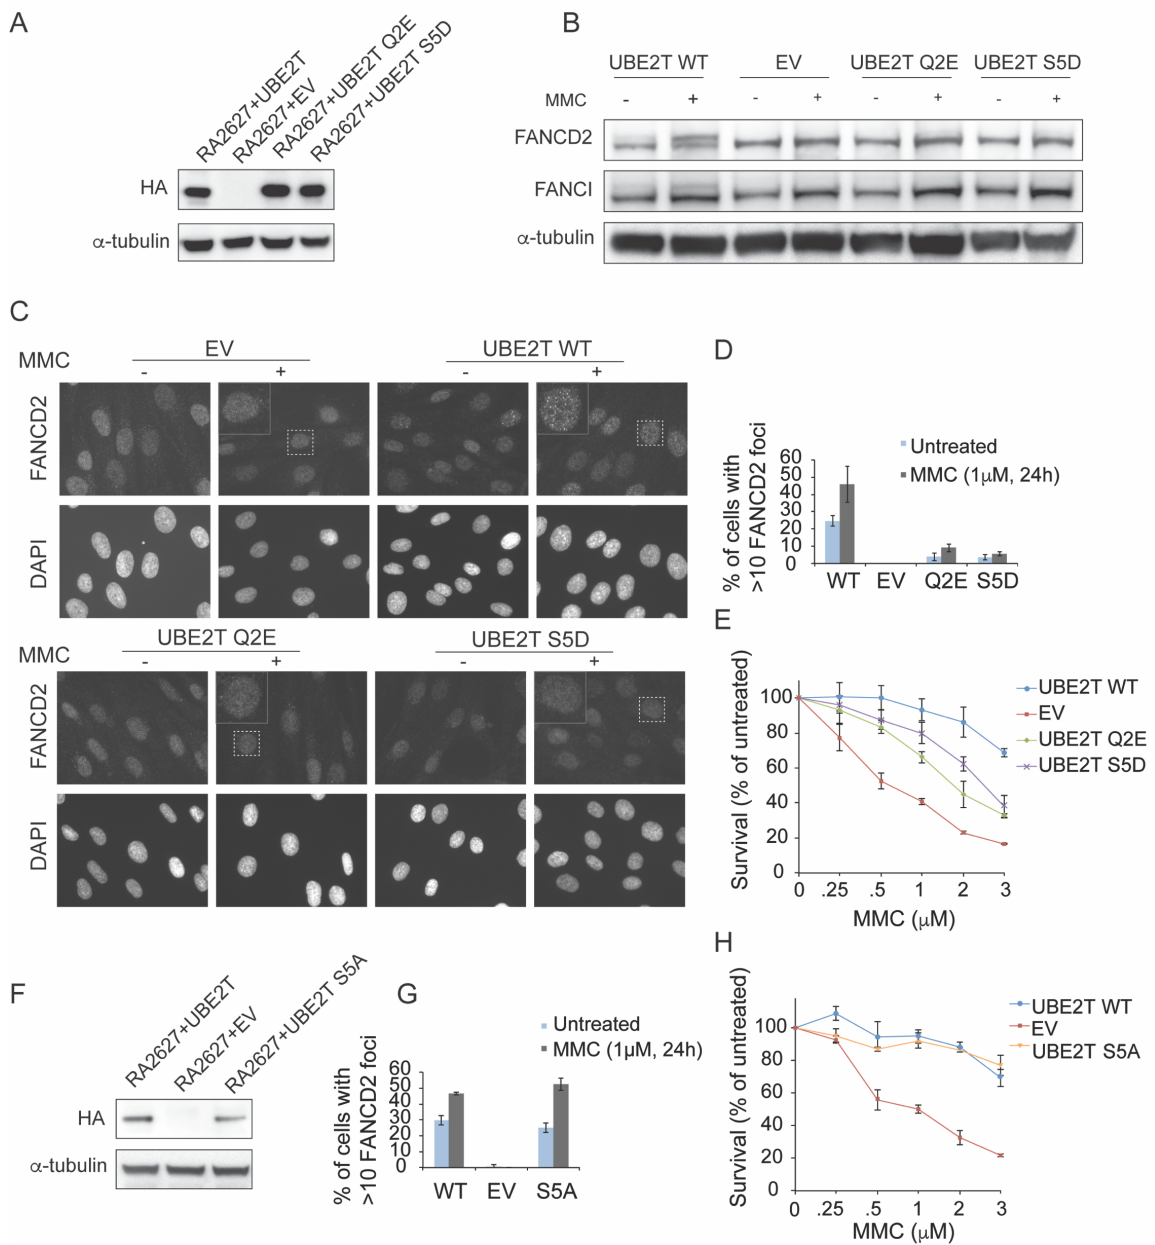 A
RA2627+UBE2T
RA2627+EV
RA2627+UBE2T Q2E
RA2627+UBE2T S5D
HA
α-tubulin
B
UBE2T WT EV UBE2T Q2E UBE2T S5D
MMC - + - + - + - +
FANCD2
FANCI
α-tubulin
C
EV UBE2T WT
MMC - + - +
FANCD2
DAPI
UBE2T Q2E UBE2T S5D
MMC - + - +
FANCD2
DAPI
D
Untreated
MMC (1μM, 24h)
% of cells with
>10 FANCD2 foci
60
50
40
30
20
10
0
WT EV Q2E S5D
E
Survival (% of untreated)
100
80
60
40
20
0
0 .25 .5 1 2 3
MMC (μM)
UBE2T WT
EV
UBE2T Q2E
UBE2T S5D
F
RA2627+UBE2T
RA2627+EV
RA2627+UBE2T S5A
HA
α-tubulin
G
Untreated
MMC (1μM, 24h)
% of cells with
>10 FANCD2 foci
60
50
40
30
20
10
0
WT EV S5A
H
Survival (% of untreated)
100
80
60
40
20
0
0 .25 .5 1 2 3
MMC (μM)
UBE2T WT
EV
UBE2T S5A